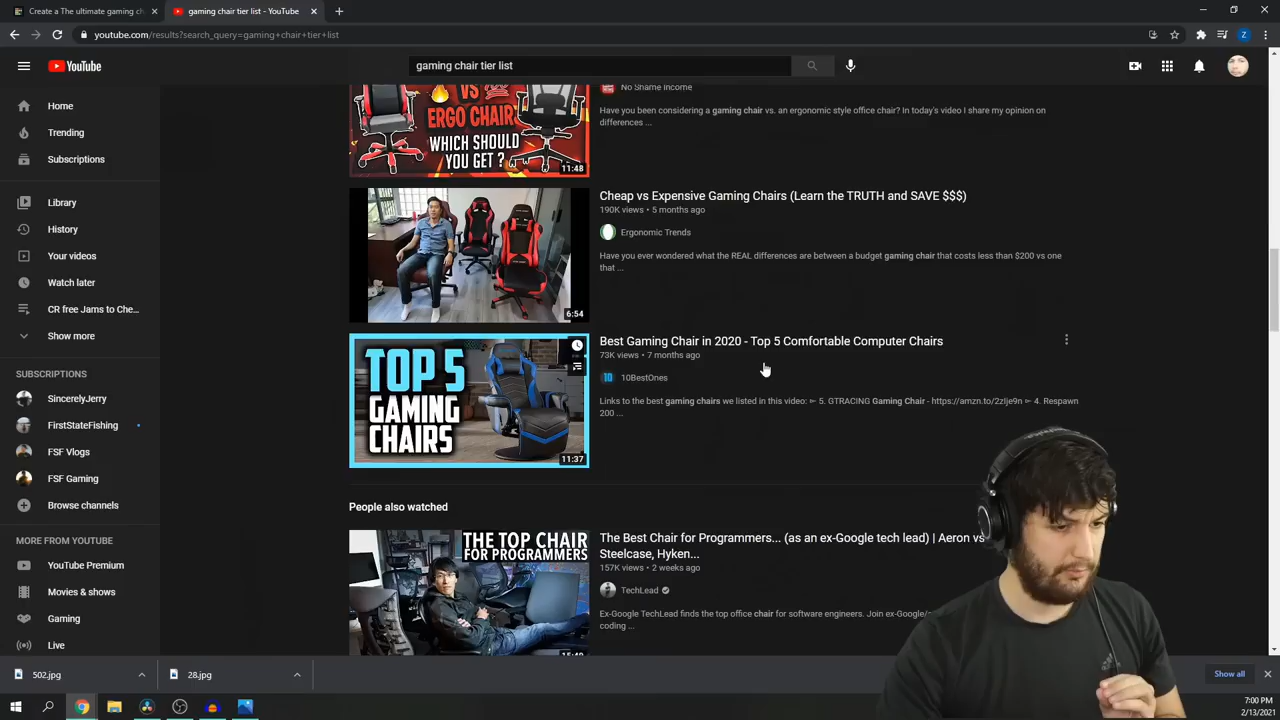 Create a The ultimate gaming ch
gaming chair tier list - YouTube
youtube.com/results?search_query=gaming+chair+tier+list
Z
YouTube
gaming chair tier list
Home
Trending
Subscriptions
Library
History
Your videos
Watch later
CR free Jams to Che...
Show more
SUBSCRIPTIONS
SincerelyJerry
FirstStateFishing
FSF Vlogs
FSF Gaming
Browse channels
MORE FROM YOUTUBE
YouTube Premium
Movies & shows
Gaming
Live
VS
ERGO CHAIR
WHICH SHOULD
YOU GET ?
11:48
No Shame Income
Have you been considering a gaming chair vs. an ergonomic style office chair? In today's video I share my opinion on
differences ...
6:54
Cheap vs Expensive Gaming Chairs (Learn the TRUTH and SAVE $$$)
190K views • 5 months ago
Ergonomic Trends
Have you ever wondered what the REAL differences are between a budget gaming chair that costs less than $200 vs one
that ...
TOP 5
GAMING
CHAIRS
11:37
Best Gaming Chair in 2020 - Top 5 Comfortable Computer Chairs
73K views • 7 months ago
10
10BestOnes
Links to the best gaming chairs we listed in this video: ► 5. GTRACING Gaming Chair - https://amzn.to/2zIje9n ► 4. Respawn
200 ...
People also watched
THE TOP CHAIR
FOR PROGRAMMERS
The Best Chair for Programmers... (as an ex-Google tech lead) | Aeron vs
Steelcase, Hyken...
157K views • 2 weeks ago
TechLead
Ex-Google TechLead finds the top office chair for software engineers. Join ex-Google/
coding ...
502.jpg
28.jpg
Show all
7:00 PM
2/13/2021